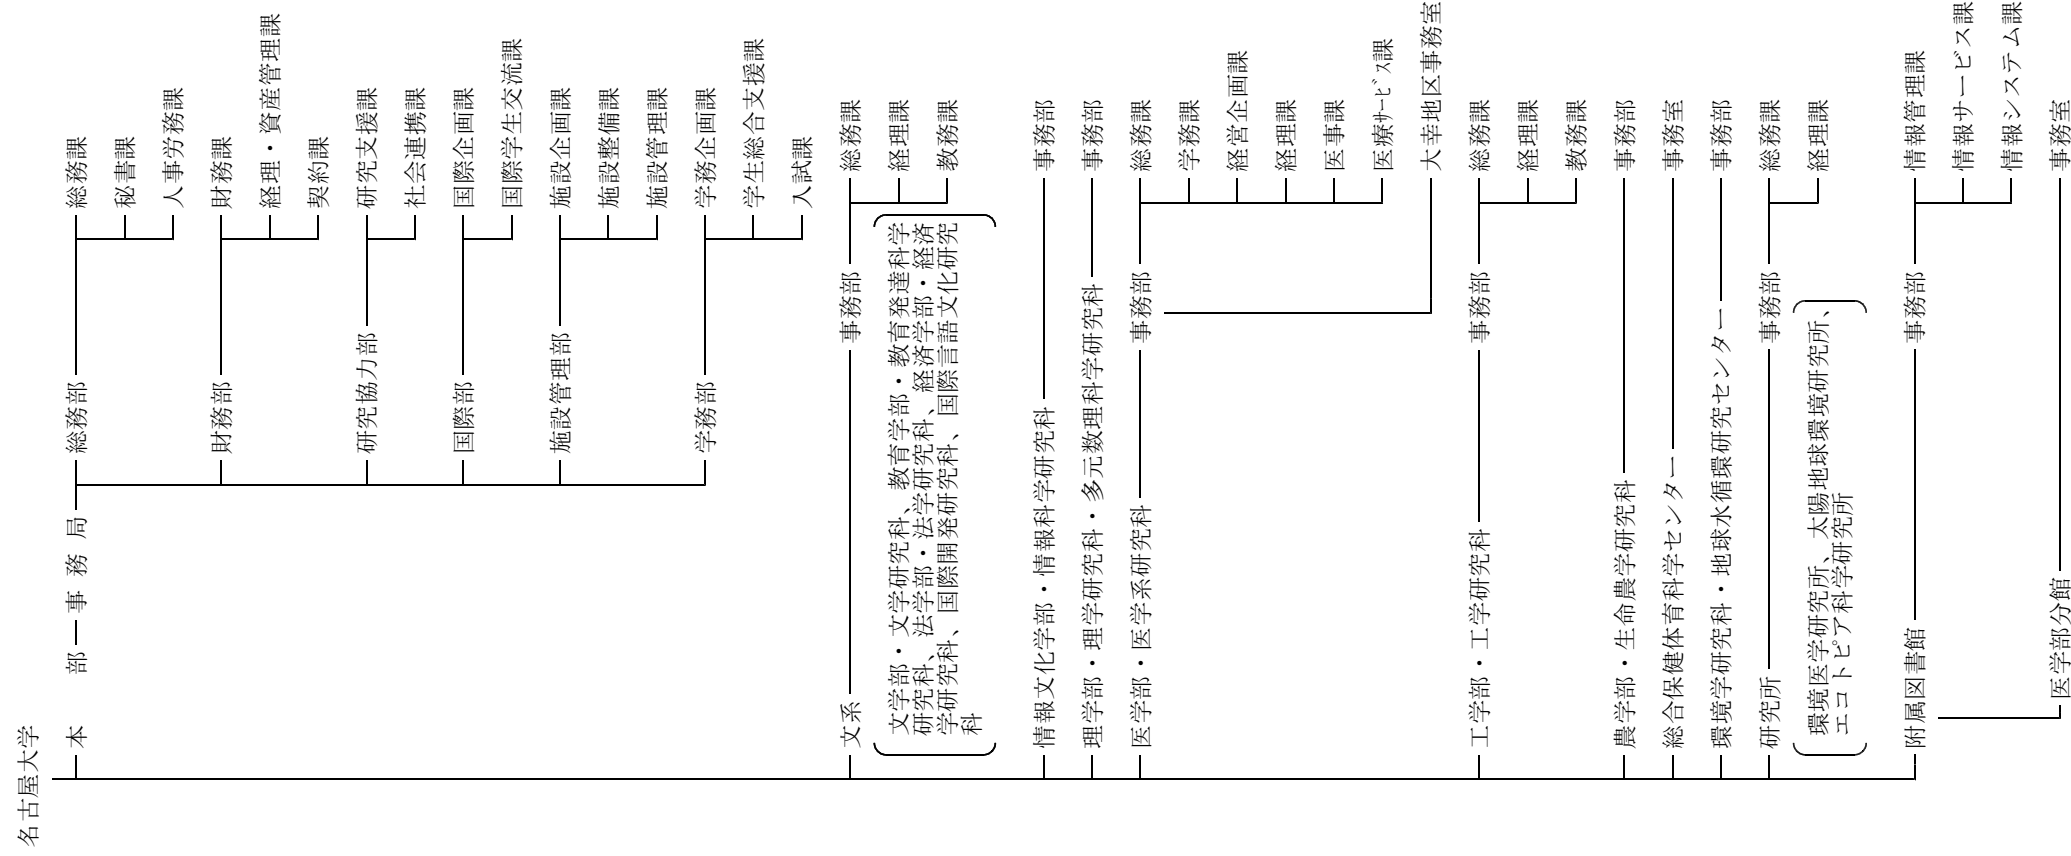 名古屋大学
本　　部
事　務　局
総務部
総務課
秘書課
人事労務課
財務部
財務課
経理・資産管理課
契約課
研究協力部
研究支援課
社会連携課
国際部
国際企画課
国際学生交流課
施設管理部
施設企画課
施設整備課
施設管理課
学務部
学務企画課
学生総合支援課
入試課
文系
事務部
総務課
経理課
教務課
文学部・文学研究科、教育学部・教育発達科学
研究科、法学部・法学研究科、経済学部・経済
学研究科、国際開発研究科、国際言語文化研究
科
情報文化学部・情報科学研究科
事務部
理学部・理学研究科・多元数理科学研究科
事務部
医学部・医学系研究科
事務部
総務課
学務課
経営企画課
経理課
医事課
医療ｻｰﾋﾞｽ課
大幸地区事務室
工学部・工学研究科
事務部
総務課
経理課
教務課
農学部・生命農学研究科
事務部
総合保健体育科学センター
事務室
環境学研究科・地球水循環研究センター
事務部
研究所
事務部
総務課
経理課
環境医学研究所、太陽地球環境研究所、
エコトピア科学研究所
附属図書館
事務部
情報管理課
情報サービス課
情報システム課
医学部分館
事務室